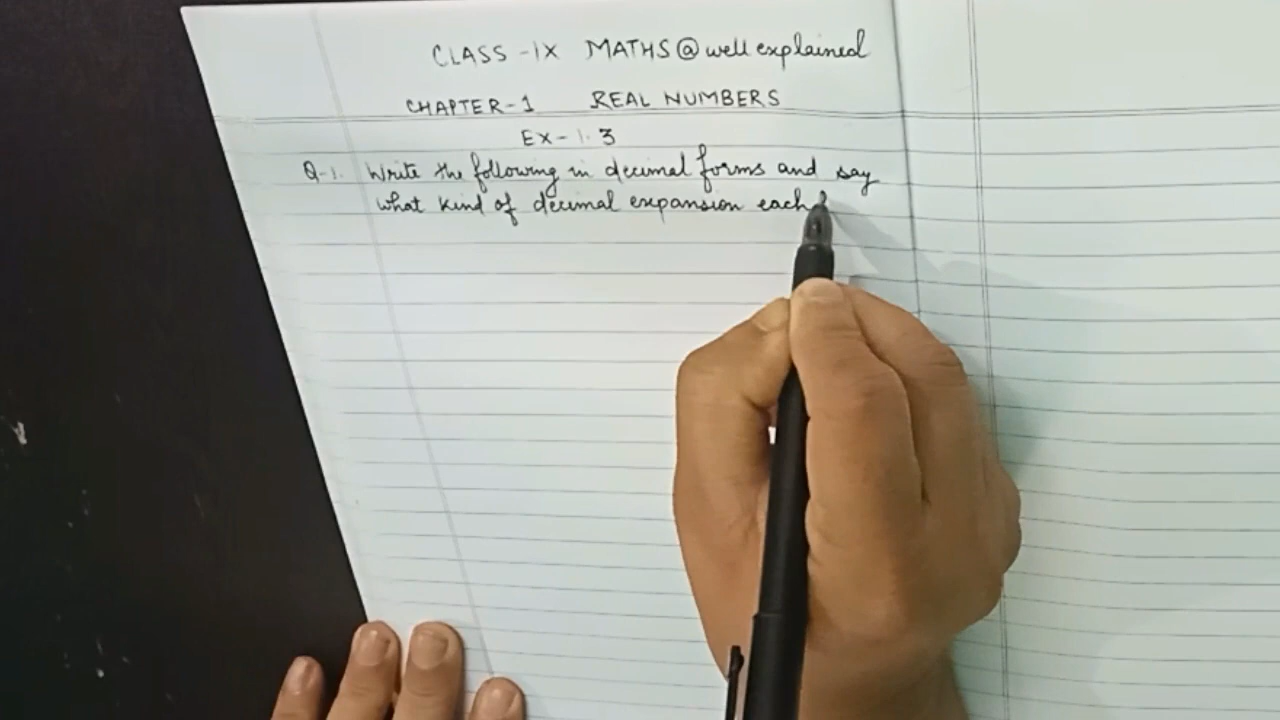 CLASS -IX MATHS @ well explained
CHAPTER-1 REAL NUMBERS
EX-1.3
Q-1. Write the following in decimal forms and say
what kind of decimal expansion each